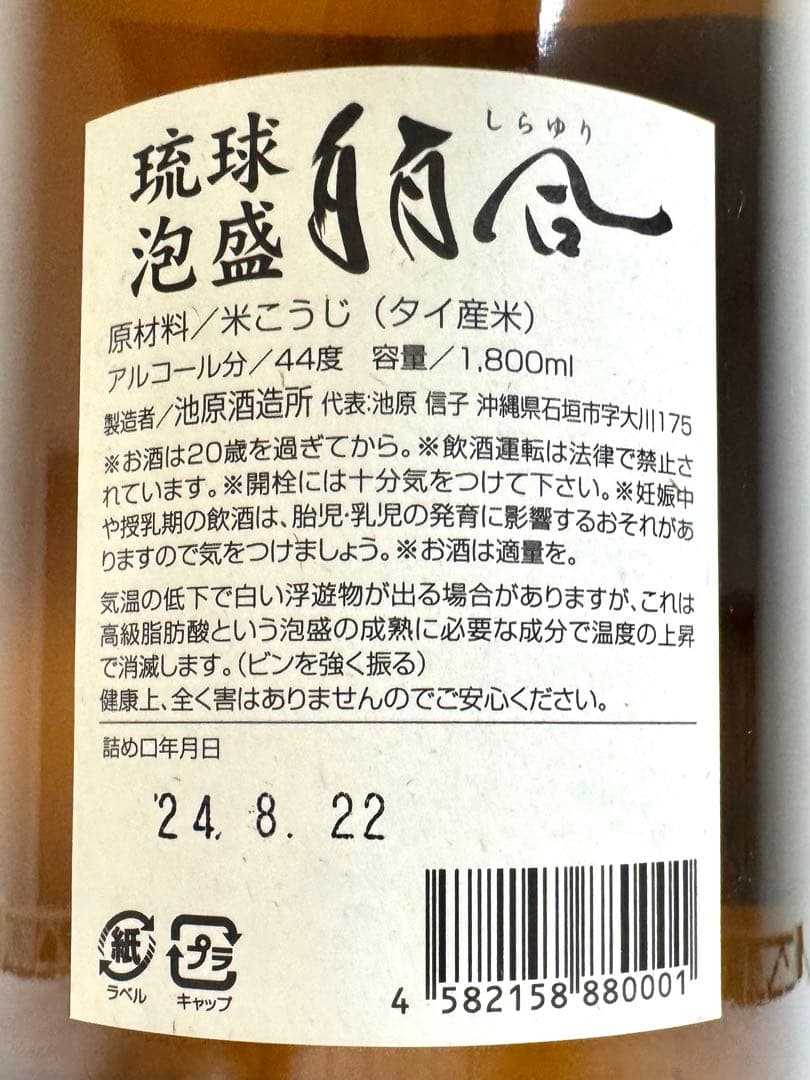 琉球
泡盛
白百合
しらゆり
原材料／米こうじ（タイ産米）
アルコール分／44度　容量／1,800ml
製造者／池原酒造所 代表:池原 信子 沖縄県石垣市字大川175
※お酒は20歳を過ぎてから。※飲酒運転は法律で禁止さ
れています。※開栓には十分気をつけて下さい。※妊娠中
や授乳期の飲酒は、胎児・乳児の発育に影響するおそれがあ
りますので気をつけましょう。※お酒は適量を。
気温の低下で白い浮遊物が出る場合がありますが、これは
高級脂肪酸という泡盛の成熟に必要な成分で温度の上昇
で消滅します。（ビンを強く振る）
健康上、全く害はありませんのでご安心ください。
詰め口年月日
'24. 8. 22
紙
ラベル
プラ
キャップ
4 582158 880001